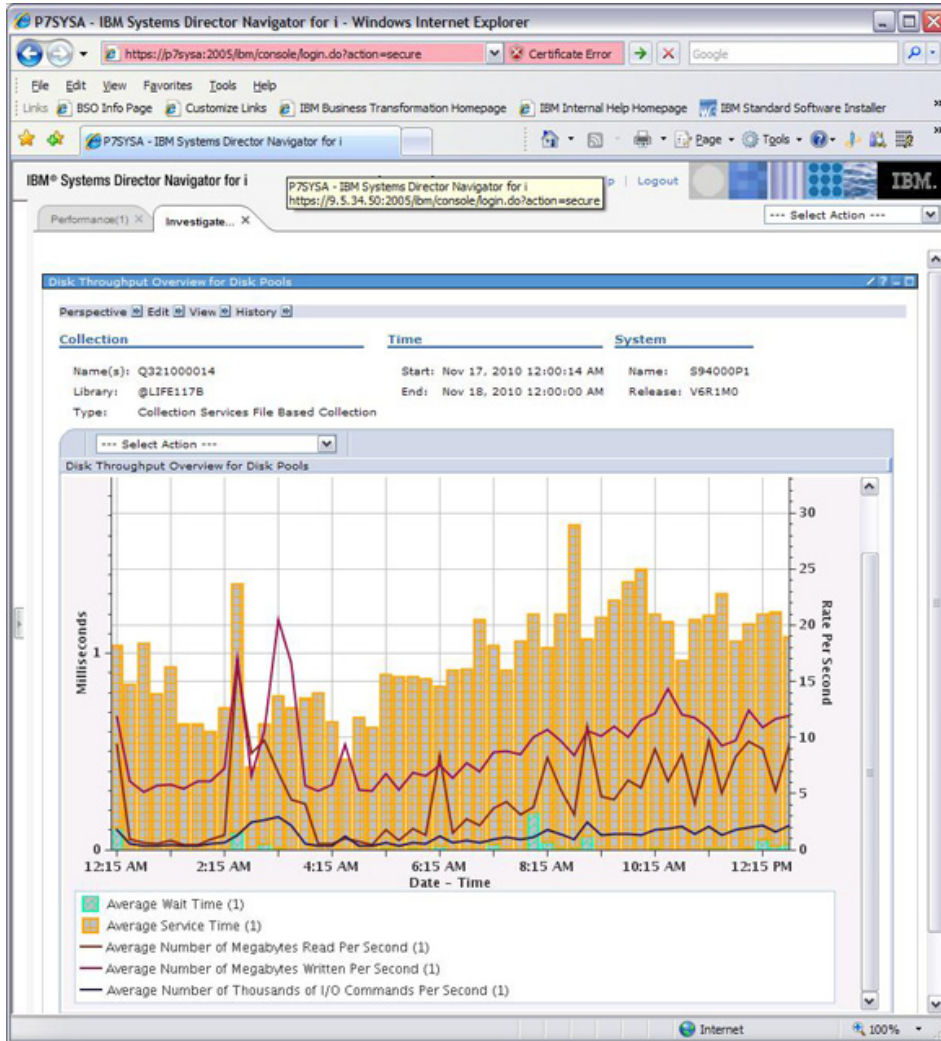 P7SYSA - IBM Systems Director Navigator for i - Windows Internet Explorer
https://p7sysa:2005/ibm/console/login.do?action=secure
Certificate Error
Google
File Edit View Favorites Tools Help
Links BSO Info Page Customize Links IBM Business Transformation Homepage IBM Internal Help Homepage IBM Standard Software Installer
P7SYSA - IBM Systems Director Navigator for i
Page Tools
IBM® Systems Director Navigator for i
P7SYSA - IBM Systems Director Navigator for i
https://9.5.34.50:2005/ibm/console/login.do?action=secure
p | Logout
IBM.
Performance(1) Investigate...
--- Select Action ---
Disk Throughput Overview for Disk Pools
Perspective Edit View History
Collection Time System
Name(s): Q321000014 Start: Nov 17, 2010 12:00:14 AM Name: S94000P1
Library: @LIFE117B End: Nov 18, 2010 12:00:00 AM Release: V6R1M0
Type: Collection Services File Based Collection
--- Select Action ---
Disk Throughput Overview for Disk Pools
30
25
20
15
10
5
0
1
0
Milliseconds
Rate Per Second
12:15 AM 2:15 AM 4:15 AM 6:15 AM 8:15 AM 10:15 AM 12:15 PM
Date - Time
Average Wait Time (1)
Average Service Time (1)
Average Number of Megabytes Read Per Second (1)
Average Number of Megabytes Written Per Second (1)
Average Number of Thousands of I/O Commands Per Second (1)
Internet
100%